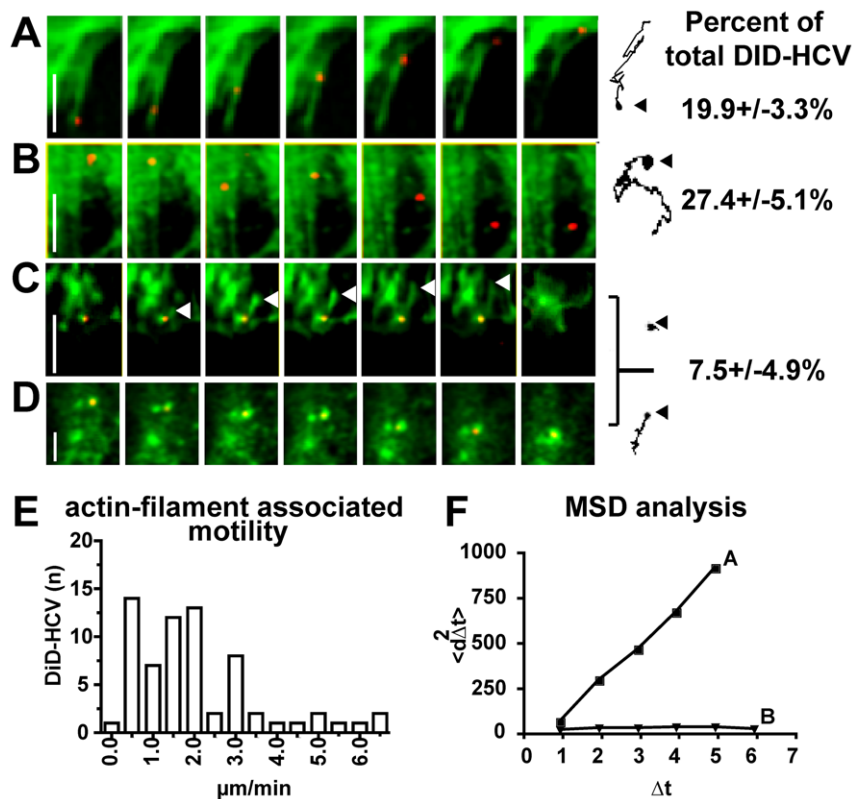 A
Percent of
total DID-HCV
19.9+/-3.3%
B
27.4+/-5.1%
C
7.5+/-4.9%
D
E
actin-filament associated
motility
20
15
10
5
0
DiD-HCV (n)
0.0
1.0
2.0
3.0
4.0
5.0
6.0
µm/min
F
MSD analysis
1000
750
500
250
0
<d²Δt>
A
B
0 1 2 3 4 5 6 7
Δt